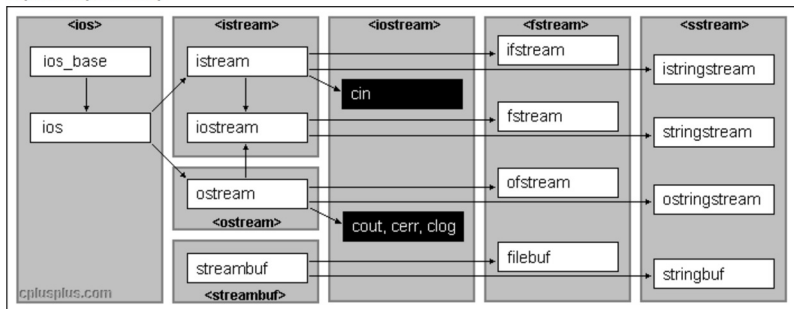 <ios>
ios_base
ios
<istream>
istream
iostream
ostream
<ostream>
streambuf
<streambuf>
<iostream>
cin
cout, cerr, clog
<fstream>
ifstream
fstream
ofstream
filebuf
<sstream>
istringstream
stringstream
ostringstream
stringbuf
cplusplus.com